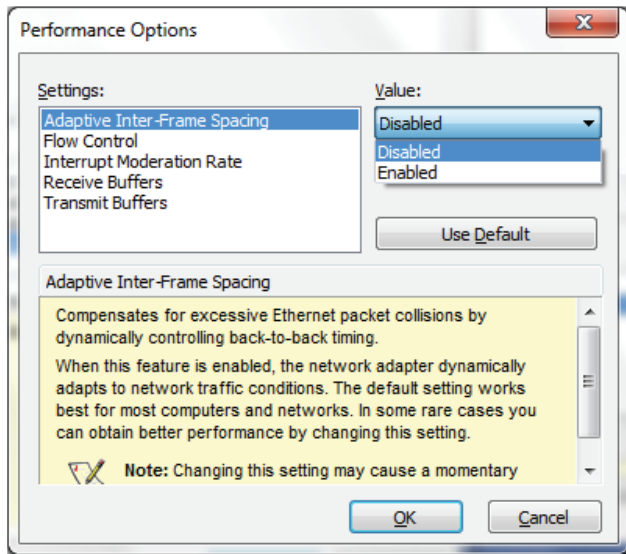 Performance Options
Settings:
Value:
Adaptive Inter-Frame Spacing
Flow Control
Interrupt Moderation Rate
Receive Buffers
Transmit Buffers
Disabled
Disabled
Enabled
Use Default
Adaptive Inter-Frame Spacing
Compensates for excessive Ethernet packet collisions by
dynamically controlling back-to-back timing.
When this feature is enabled, the network adapter dynamically
adapts to network traffic conditions. The default setting works
best for most computers and networks. In some rare cases you
can obtain better performance by changing this setting.
Note: Changing this setting may cause a momentary
OK
Cancel